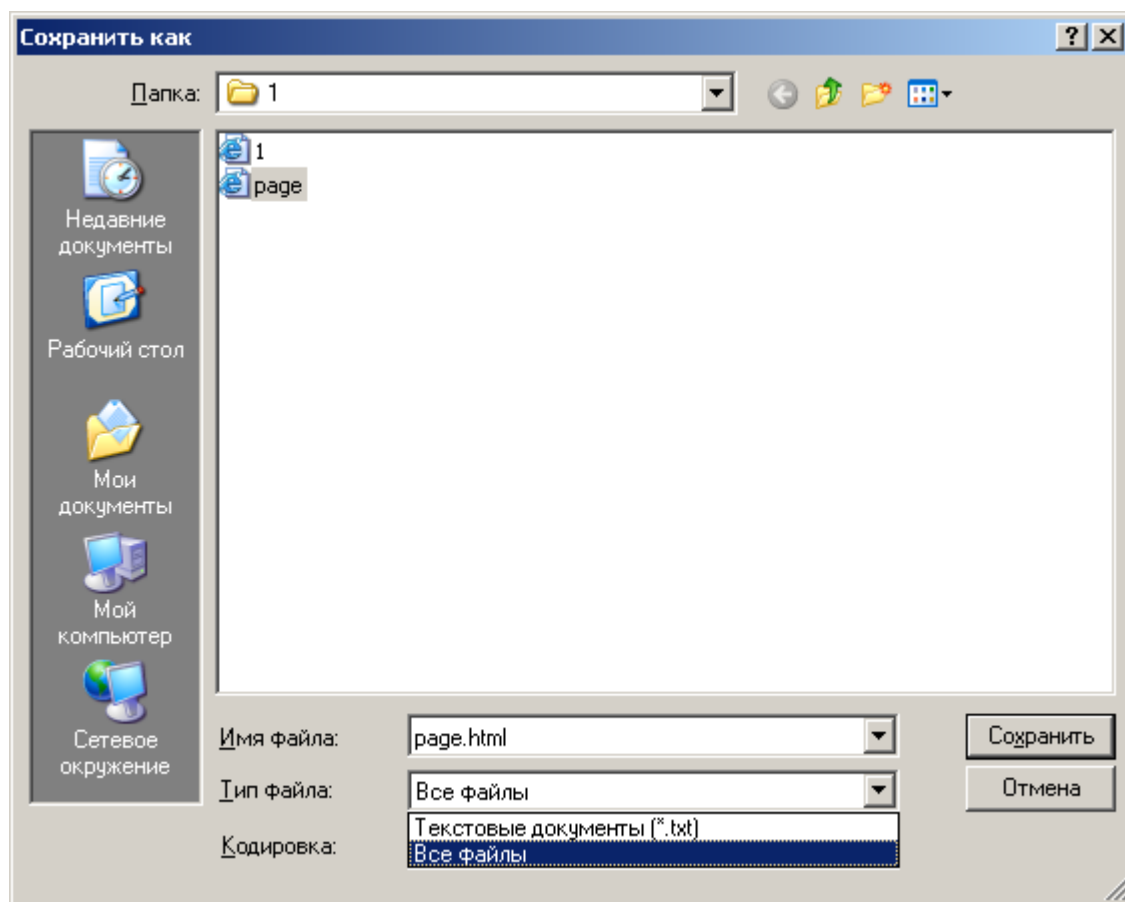 Сохранить как
Папка:
1
1
page
Недавние
документы
Рабочий стол
Мои
документы
Мой
компьютер
Сетевое
окружение
Имя файла:
page.html
Сохранить
Тип файла:
Все файлы
Отмена
Текстовые документы (*.txt)
Кодировка:
Все файлы